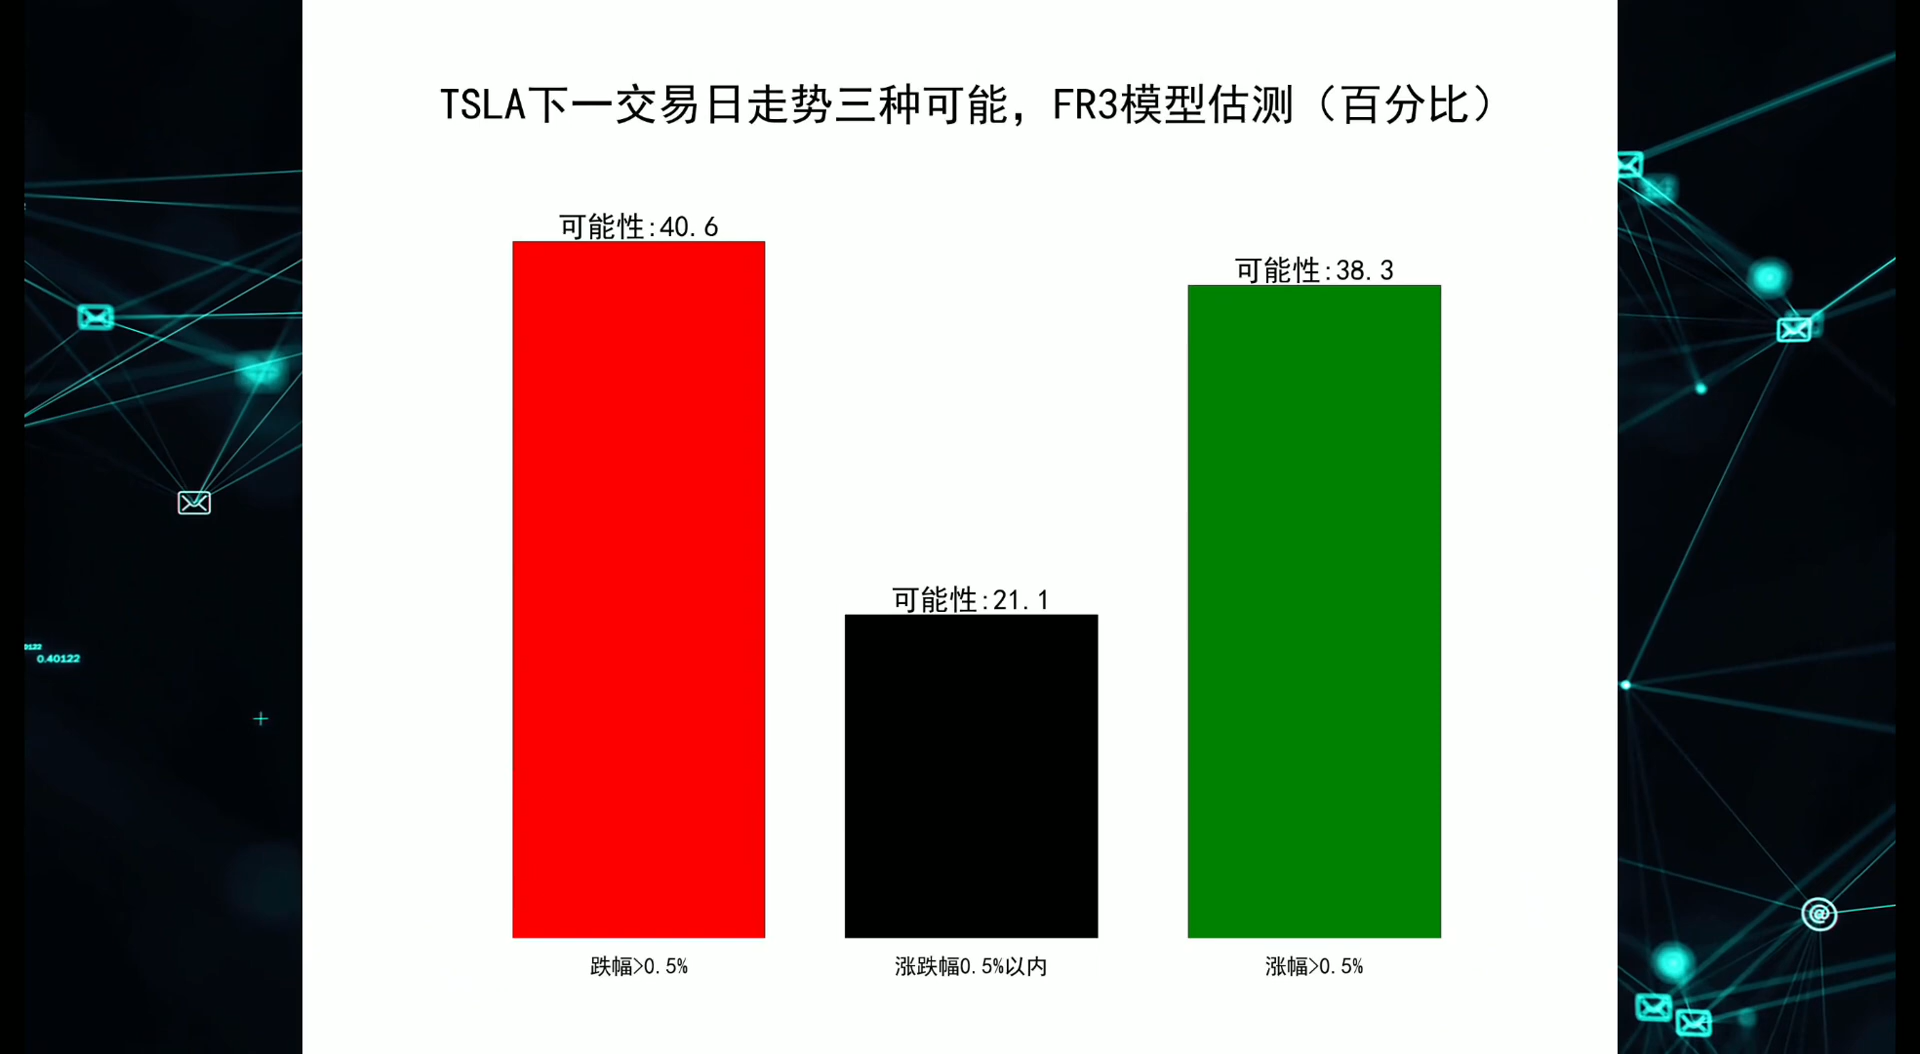 TSLA下一交易日走势三种可能，FR3模型估测（百分比）
可能性:40.6
可能性:38.3
可能性:21.1
跌幅>0.5%
涨跌幅0.5%以内
涨幅>0.5%
0.40122
@